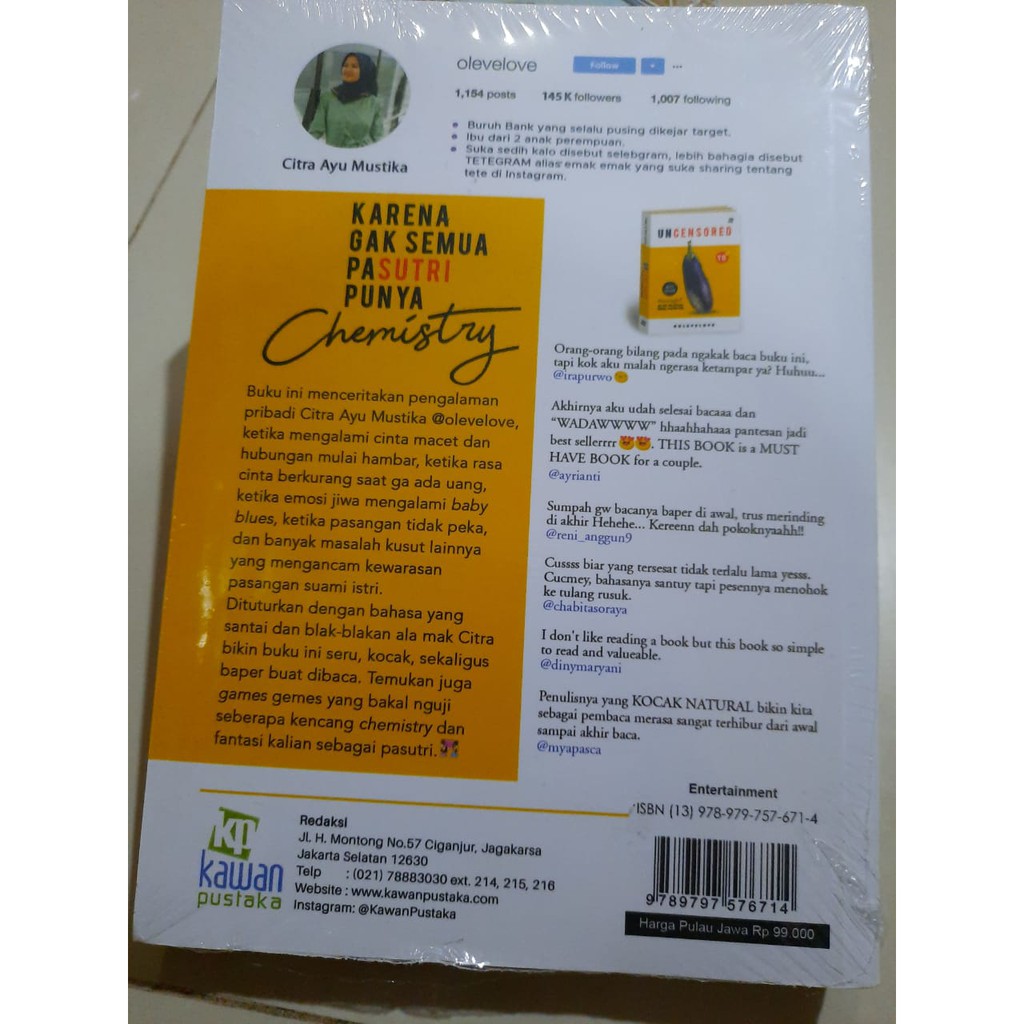 olevelove
Follow
1,154 posts 145 K followers 1,007 following
Buruh Bank yang selalu pusing dikejar target.
Ibu dari 2 anak perempuan.
Suka sedih kalo disebut selebgram, lebih bahagia disebut
TETEGRAM alias emak emak yang suka sharing tentang
tete di Instagram.
Citra Ayu Mustika
KARENA
GAK SEMUA
PASUTRI
PUNYA
Chemistry
Buku ini menceritakan pengalaman
pribadi Citra Ayu Mustika @olevelove,
ketika mengalami cinta macet dan
hubungan mulai hambar, ketika rasa
cinta berkurang saat ga ada uang,
ketika emosi jiwa mengalami baby
blues, ketika pasangan tidak peka,
dan banyak masalah kusut lainnya
yang mengancam kewarasan
pasangan suami istri.
Dituturkan dengan bahasa yang
santai dan blak-blakan ala mak Citra
bikin buku ini seru, kocak, sekaligus
baper buat dibaca. Temukan juga
games gemes yang bakal nguji
seberapa kencang chemistry dan
fantasi kalian sebagai pasutri.
UNCENSORED
Orang-orang bilang pada ngakak baca buku ini,
tapi kok aku malah ngerasa ketampar ya? Huhuu...
@irapurwo
Akhirnya aku udah selesai bacaaa dan
“WADAWWWW” hhaahhahaaa pantesan jadi
best sellerrrr. THIS BOOK is a MUST
HAVE BOOK for a couple.
@ayrianti
Sumpah gw bacanya baper di awal, trus merinding
di akhir Hehehe... Kereenn dah pokoknyaahh!!
@reni_anggun9
Cussss biar yang tersesat tidak terlalu lama yesss.
Cucmey, bahasanya santuy tapi pesennya menohok
ke tulang rusuk.
@chabitasoraya
I don't like reading a book but this book so simple
to read and valueable.
@dinymaryani
Penulisnya yang KOCAK NATURAL bikin kita
sebagai pembaca merasa sangat terhibur dari awal
sampai akhir baca.
@myapasca
Entertainment
ISBN (13) 978-979-757-671-4
9 789797 576714
Harga Pulau Jawa Rp 99.000
kp
kawan
pustaka
Redaksi
Jl. H. Montong No.57 Ciganjur, Jagakarsa
Jakarta Selatan 12630
Telp : (021) 78883030 ext. 214, 215, 216
Website : www.kawanpustaka.com
Instagram: @KawanPustaka